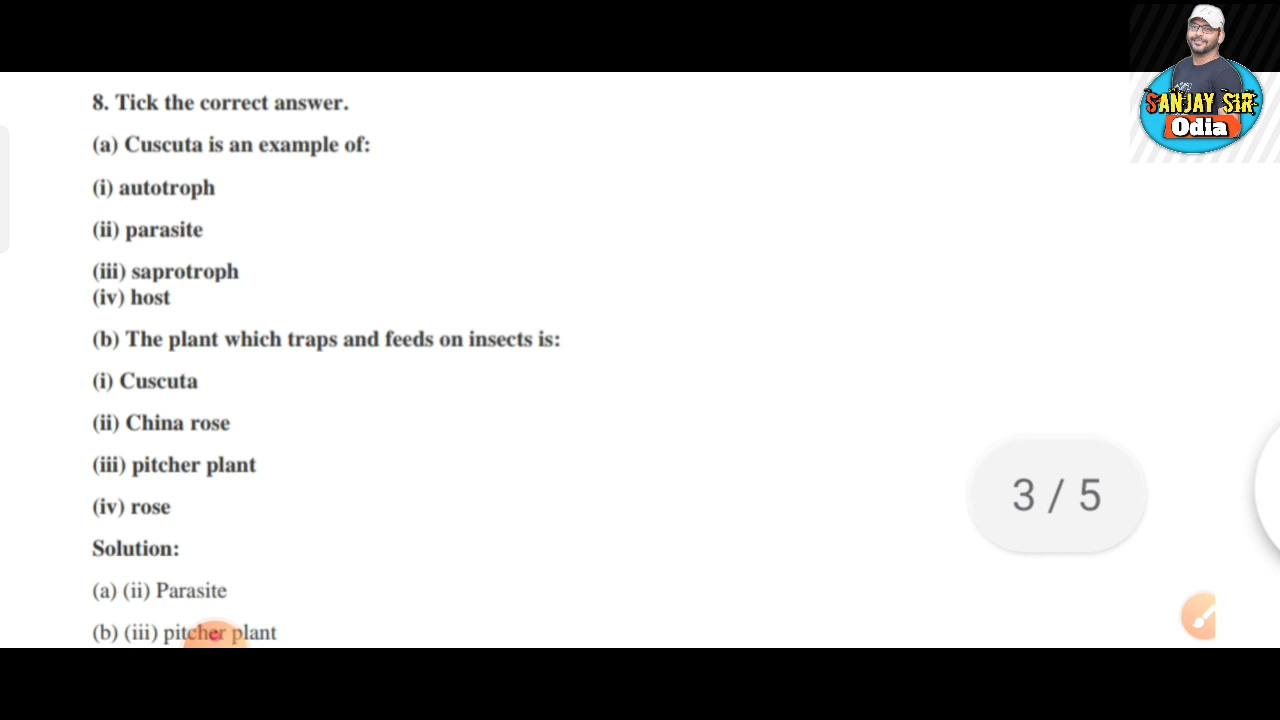 SANJAY SIR
Odia
8. Tick the correct answer.
(a) Cuscuta is an example of:
(i) autotroph
(ii) parasite
(iii) saprotroph
(iv) host
(b) The plant which traps and feeds on insects is:
(i) Cuscuta
(ii) China rose
(iii) pitcher plant
(iv) rose
3 / 5
Solution:
(a) (ii) Parasite
(b) (iii) pitcher plant